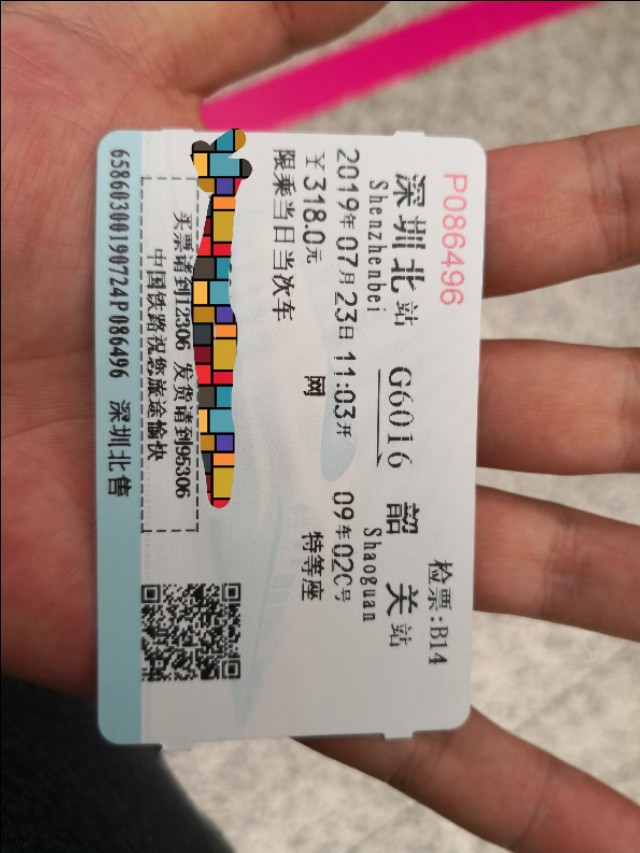 P086496 检票:B14
深圳北站 G6016 韶关站
Shenzhenbei Shaoguan
2019年07月23日 11:03开 09车02C号
¥318.0元 网 特等座
限乘当日当次车
买票请到12306 发货请到95306
中国铁路祝您旅途愉快
65860300190724P086496 深圳北售